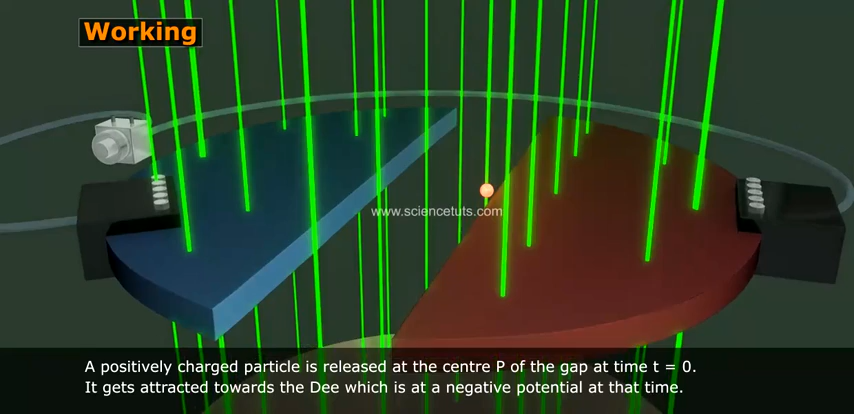 Working
www.sciencetuts.com
A positively charged particle is released at the centre P of the gap at time t = 0.
It gets attracted towards the Dee which is at a negative potential at that time.